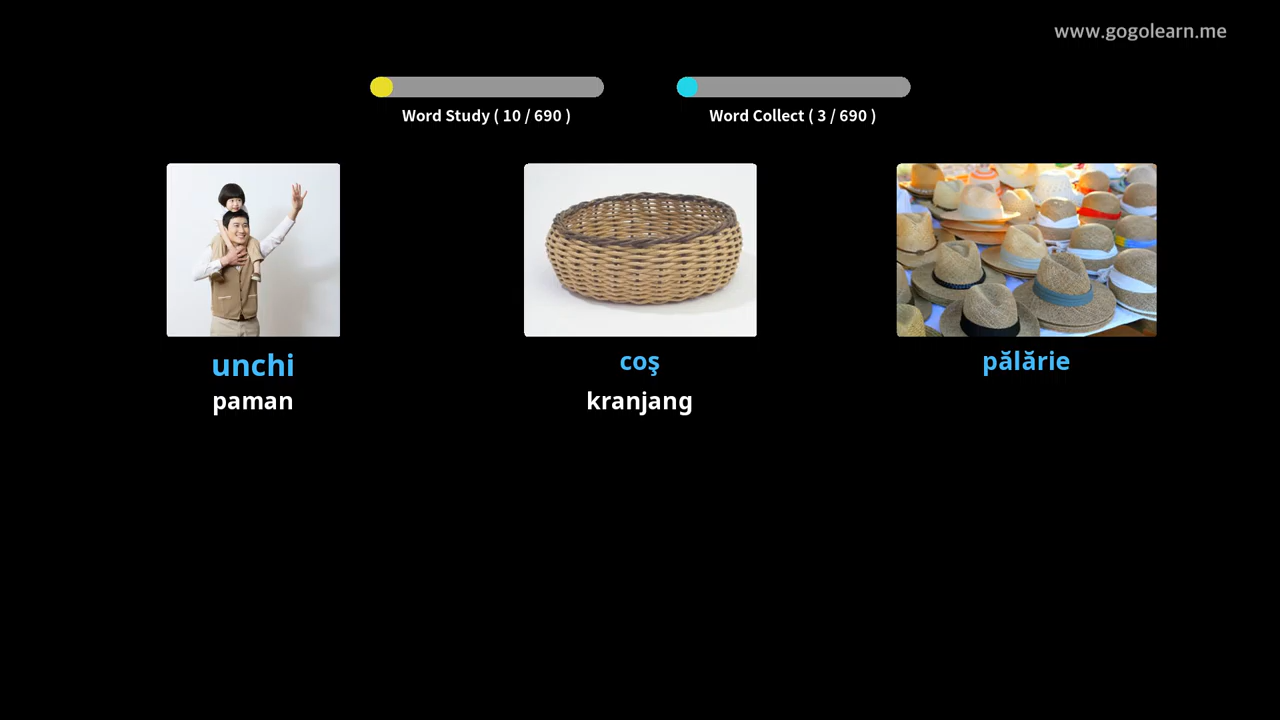 www.gogolearn.me
Word Study ( 10 / 690 )
Word Collect ( 3 / 690 )
unchi
coş
pălărie
paman
kranjang